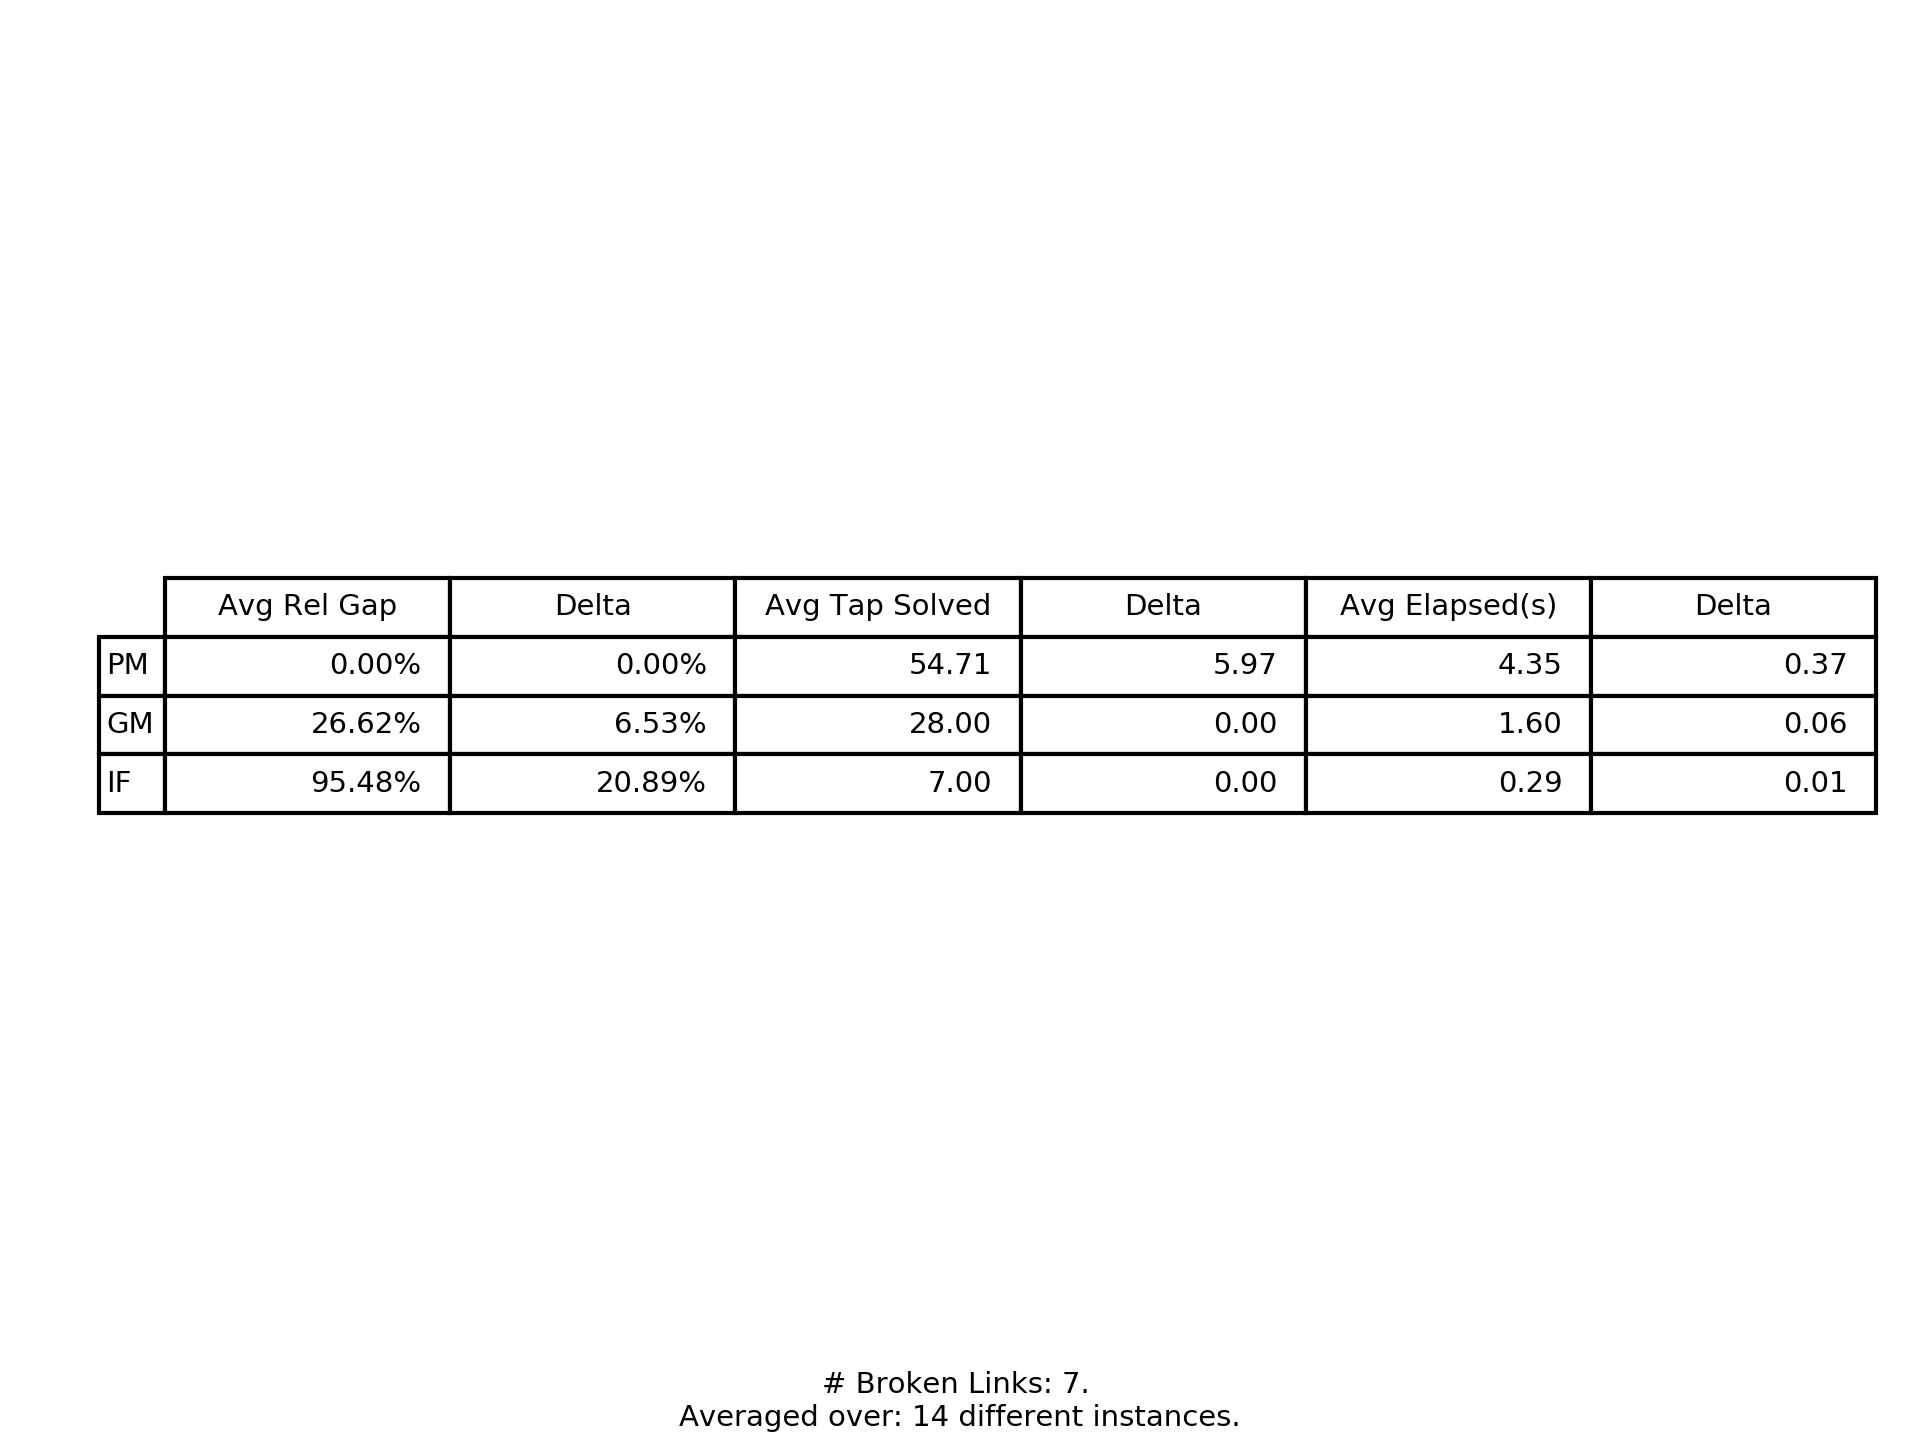 Avg Rel Gap Delta Avg Tap Solved Delta Avg Elapsed(s) Delta
PM 0.00% 0.00% 54.71 5.97 4.35 0.37
GM 26.62% 6.53% 28.00 0.00 1.60 0.06
IF 95.48% 20.89% 7.00 0.00 0.29 0.01
# Broken Links: 7.
Averaged over: 14 different instances.